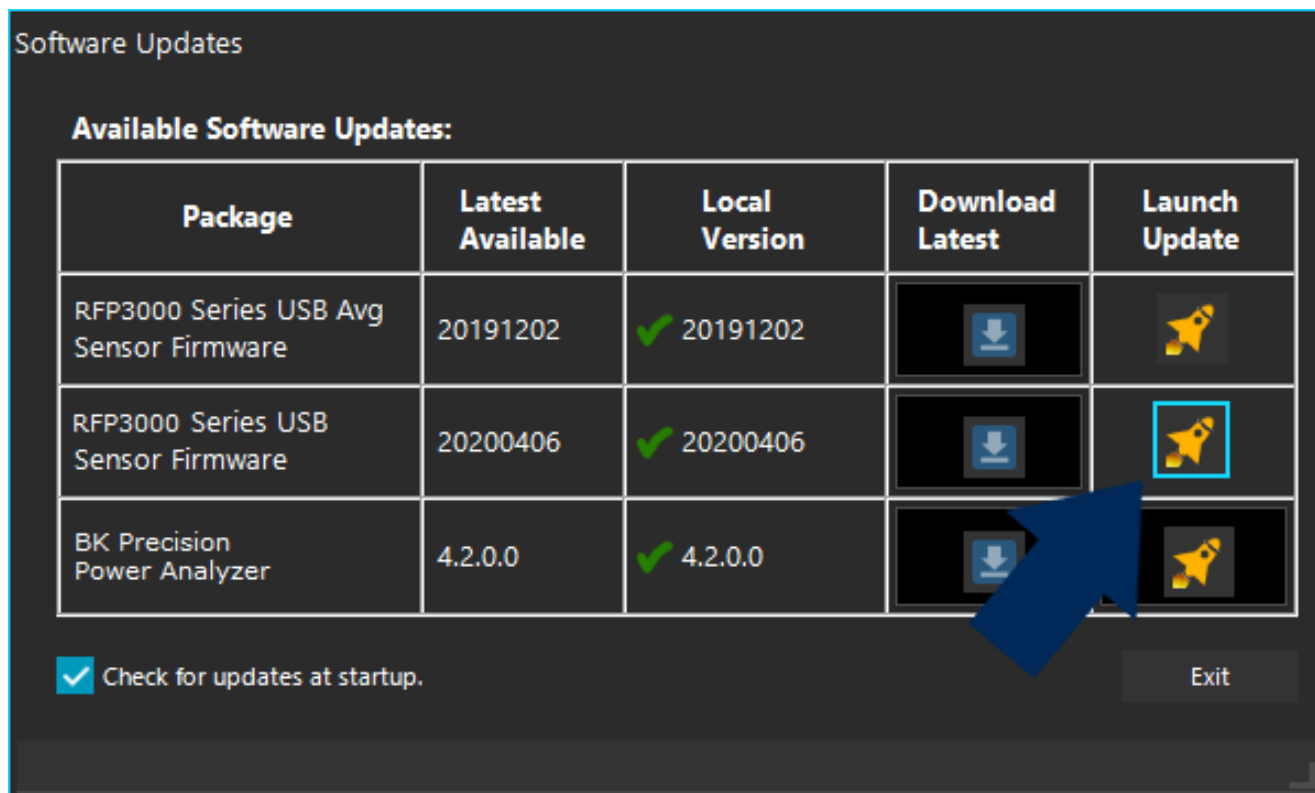 Software Updates
Available Software Updates:
Package
Latest
Available
Local
Version
Download
Latest
Launch
Update
RFP3000 Series USB Avg
Sensor Firmware
20191202
20191202
RFP3000 Series USB
Sensor Firmware
20200406
20200406
BK Precision
Power Analyzer
4.2.0.0
4.2.0.0
Check for updates at startup.
Exit